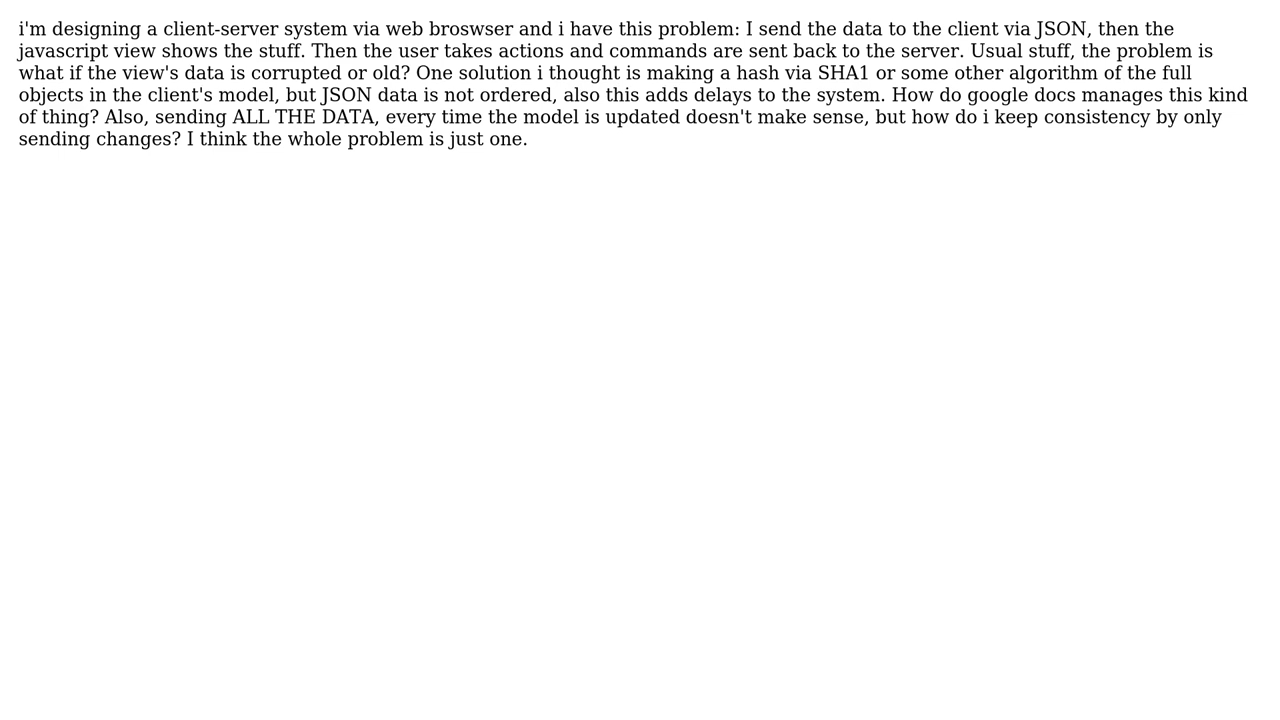 i'm designing a client-server system via web broswser and i have this problem: I send the data to the client via JSON, then the
javascript view shows the stuff. Then the user takes actions and commands are sent back to the server. Usual stuff, the problem is
what if the view's data is corrupted or old? One solution i thought is making a hash via SHA1 or some other algorithm of the full
objects in the client's model, but JSON data is not ordered, also this adds delays to the system. How do google docs manages this kind
of thing? Also, sending ALL THE DATA, every time the model is updated doesn't make sense, but how do i keep consistency by only
sending changes? I think the whole problem is just one.